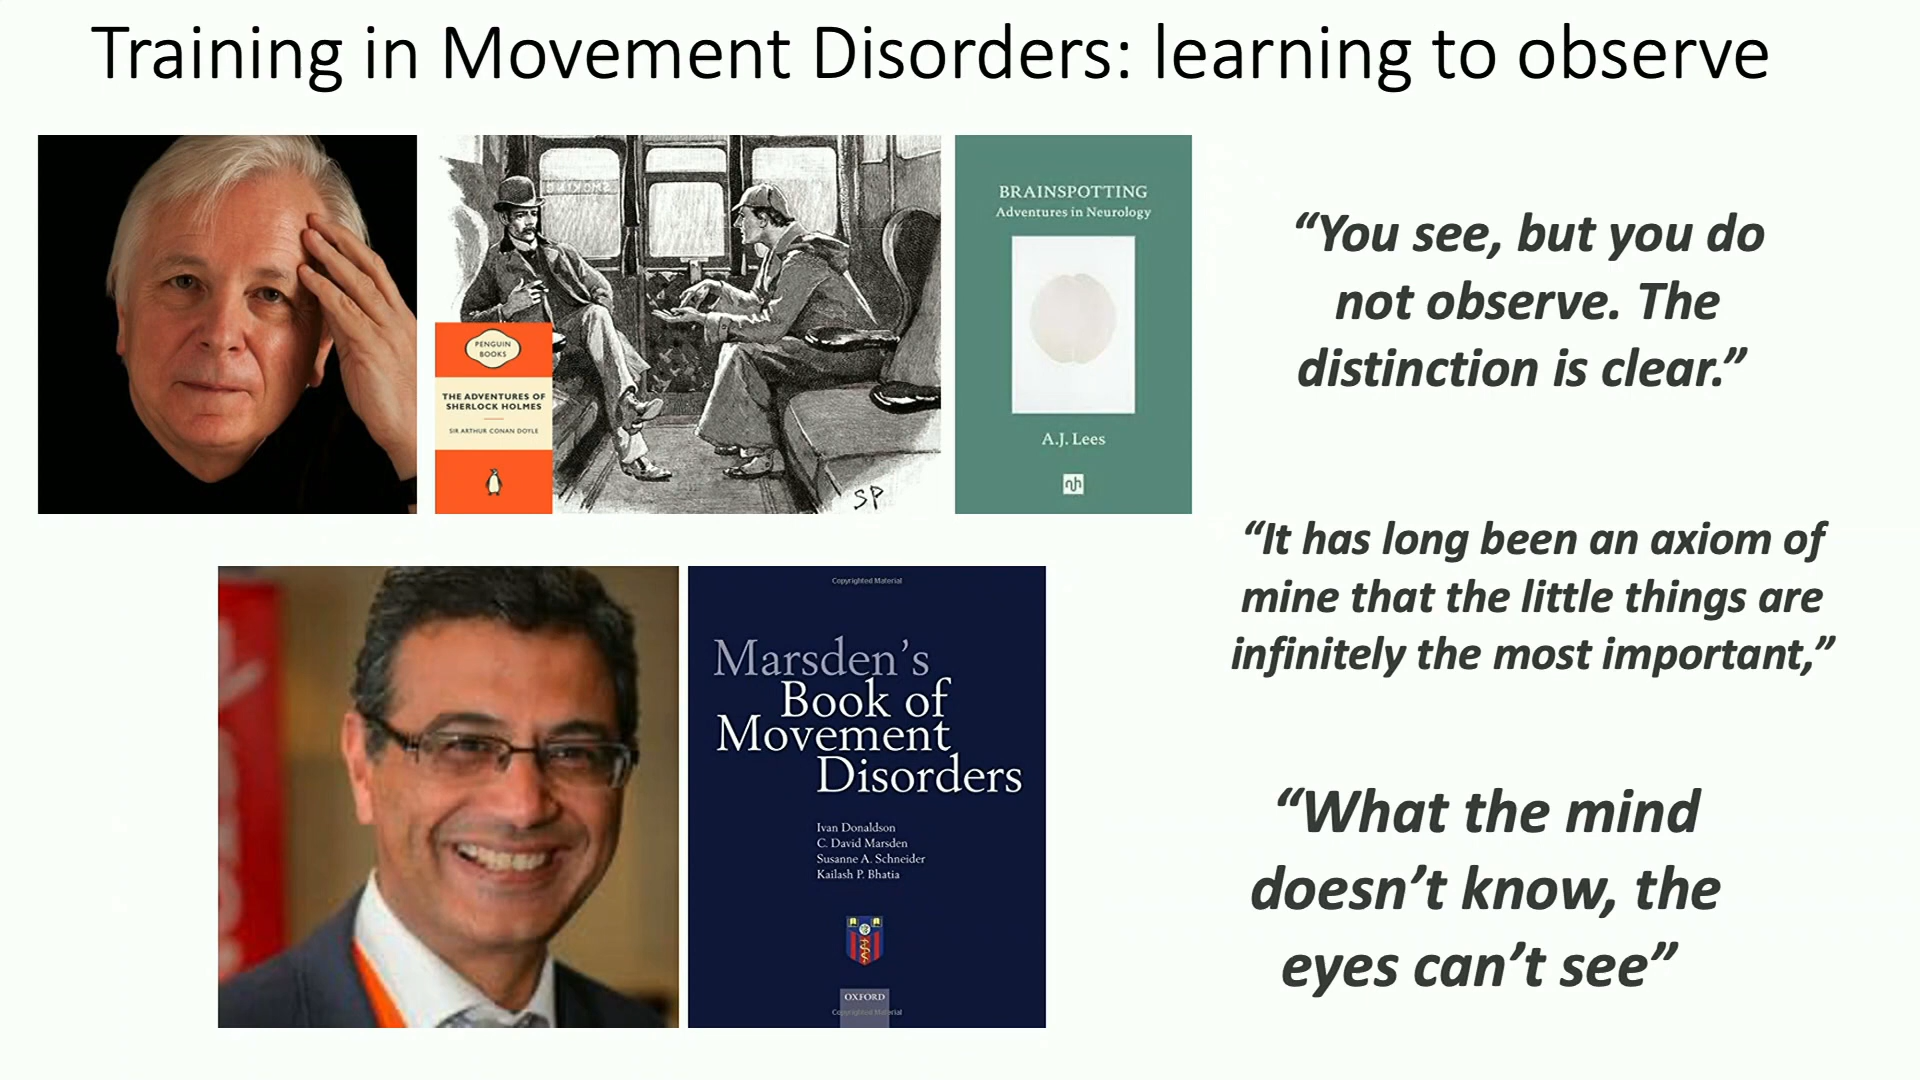 Training in Movement Disorders: learning to observe
SP
PENGUIN
BOOKS
THE ADVENTURES OF
SHERLOCK HOLMES
SIR ARTHUR CONAN DOYLE
BRAINSPOTTING
Adventures in Neurology
A.J. Lees
“You see, but you do
not observe. The
distinction is clear.”
“It has long been an axiom of
mine that the little things are
infinitely the most important,”
Copyrighted Material
Marsden’s
Book of
Movement
Disorders
Ivan Donaldson
C. David Marsden
Susanne A. Schneider
Kailash P. Bhatia
OXFORD
Copyrighted Material
“What the mind
doesn’t know, the
eyes can’t see”